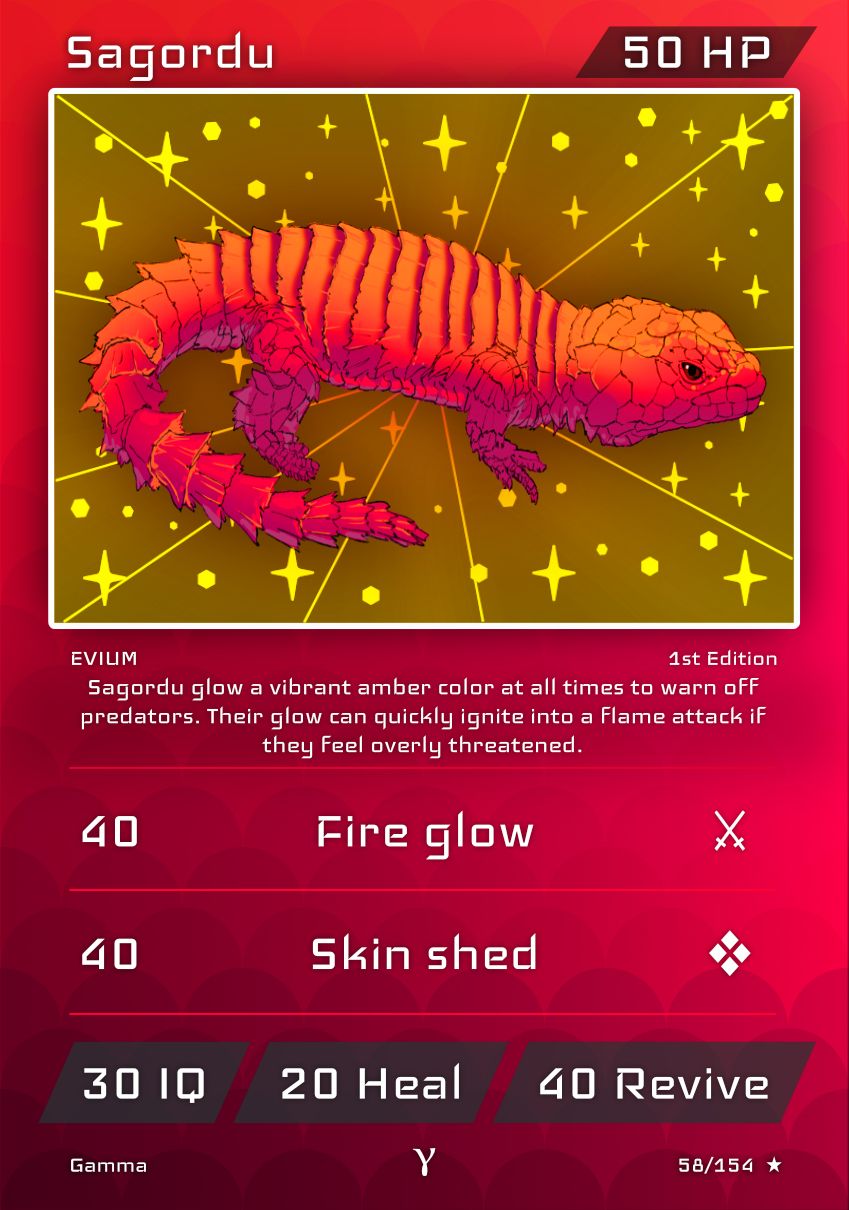 Sagordu
50 HP
EVIUM
1st Edition
Sagordu glow a vibrant amber color at all times to warn off
predators. Their glow can quickly ignite into a flame attack if
they feel overly threatened.
40 Fire glow
40 Skin shed
30 IQ 20 Heal 40 Revive
Gamma γ 58/154 ★